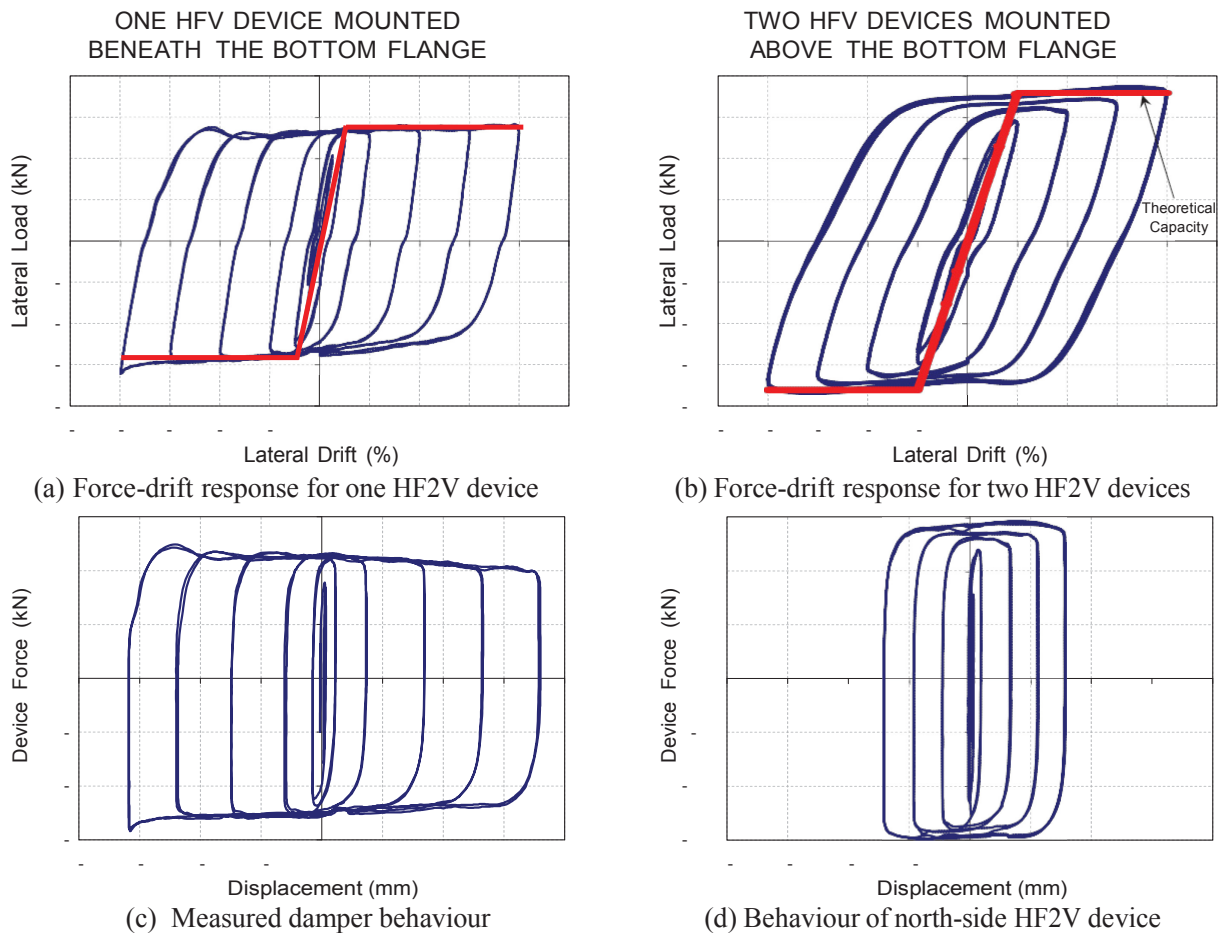 ONE HFV DEVICE MOUNTED
BENEATH THE BOTTOM FLANGE
TWO HFV DEVICES MOUNTED
ABOVE THE BOTTOM FLANGE
Lateral Load (kN)
-
-
-
-
- - - - -
Lateral Drift (%)
(a) Force-drift response for one HF2V device
Lateral Load (kN)
Theoretical
Capacity
-
-
-
-
- - - - -
Lateral Drift (%)
(b) Force-drift response for two HF2V devices
Device Force (kN)
-
-
-
- - - -
Displacement (mm)
(c) Measured damper behaviour
Device Force (kN)
-
-
- - - -
Displacement (mm)
(d) Behaviour of north-side HF2V device